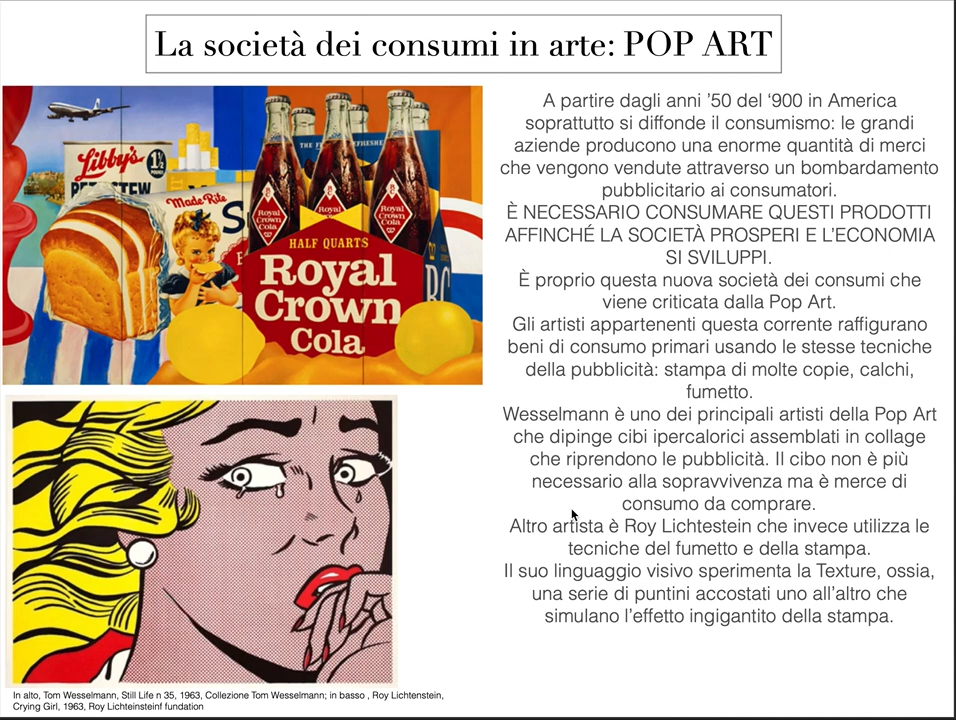 La società dei consumi in arte: POP ART
Libby's
1½
POUNDS
Made Rite
THE F
REFRESHE
Royal
Crown
Cola
Royal
Crown
Cola
Royal
Crown
Cola
HALF QUARTS
Royal
Crown
Cola
RC
A partire dagli anni '50 del '900 in America
soprattutto si diffonde il consumismo: le grandi
aziende producono una enorme quantità di merci
che vengono vendute attraverso un bombardamento
pubblicitario ai consumatori.
È NECESSARIO CONSUMARE QUESTI PRODOTTI
AFFINCHÉ LA SOCIETÀ PROSPERI E L'ECONOMIA
SI SVILUPPI.
È proprio questa nuova società dei consumi che
viene criticata dalla Pop Art.
Gli artisti appartenenti questa corrente raffigurano
beni di consumo primari usando le stesse tecniche
della pubblicità: stampa di molte copie, calchi,
fumetto.
Wesselmann è uno dei principali artisti della Pop Art
che dipinge cibi ipercalorici assemblati in collage
che riprendono le pubblicità. Il cibo non è più
necessario alla sopravvivenza ma è merce di
consumo da comprare.
Altro artista è Roy Lichtestein che invece utilizza le
tecniche del fumetto e della stampa.
Il suo linguaggio visivo sperimenta la Texture, ossia,
una serie di puntini accostati uno all'altro che
simulano l'effetto ingigantito della stampa.
In alto, Tom Wesselmann, Still Life n 35, 1963, Collezione Tom Wesselmann; in basso , Roy Lichtenstein,
Crying Girl, 1963, Roy Lichteinsteinf fundation